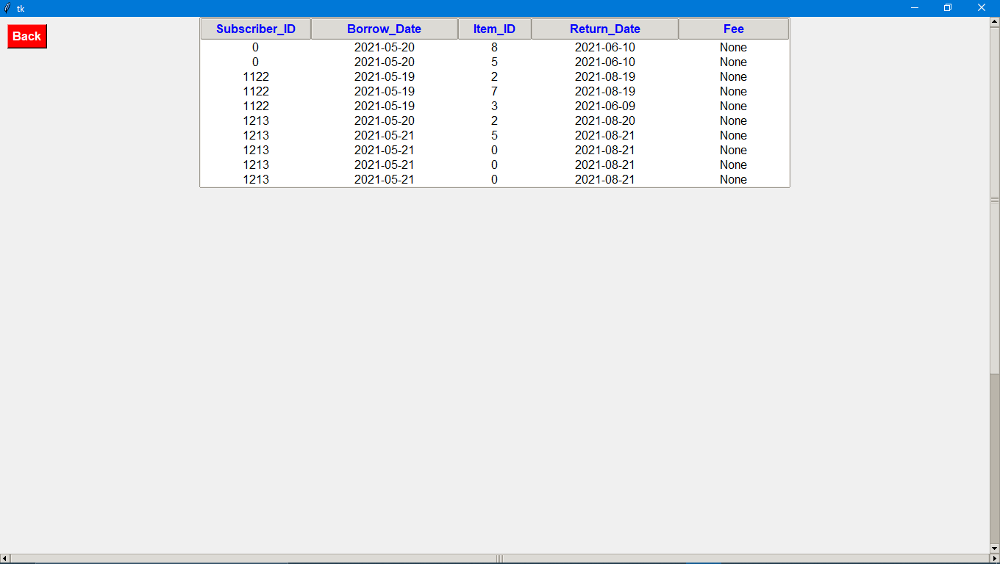 tk
Back
Subscriber_ID Borrow_Date Item_ID Return_Date Fee
0 2021-05-20 8 2021-06-10 None
0 2021-05-20 5 2021-06-10 None
1122 2021-05-19 2 2021-08-19 None
1122 2021-05-19 7 2021-08-19 None
1122 2021-05-19 3 2021-06-09 None
1213 2021-05-20 2 2021-08-20 None
1213 2021-05-21 5 2021-08-21 None
1213 2021-05-21 0 2021-08-21 None
1213 2021-05-21 0 2021-08-21 None
1213 2021-05-21 0 2021-08-21 None